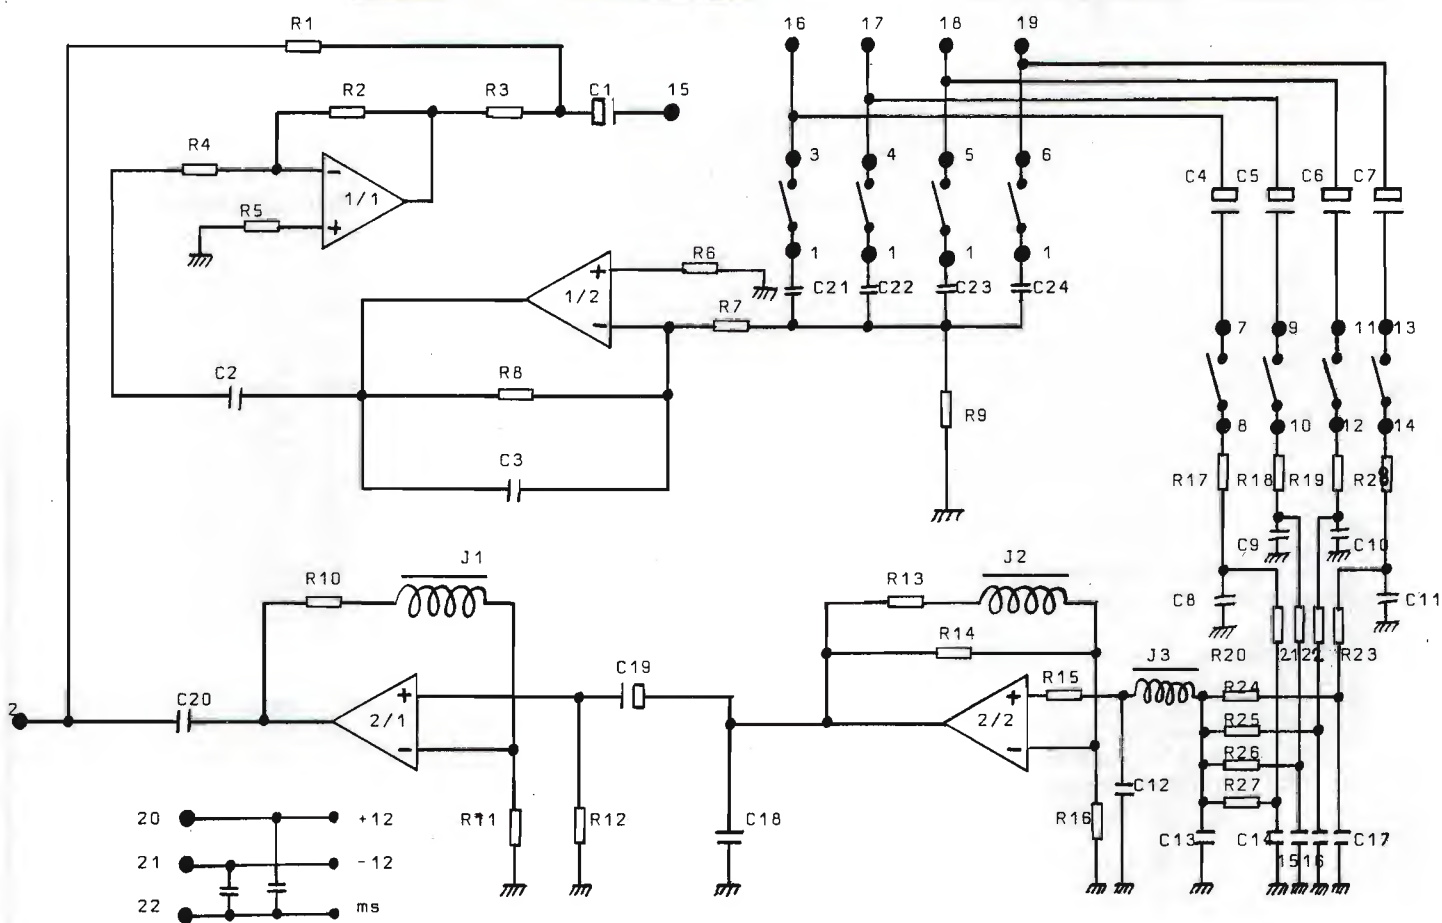 R1
16 17 18 19
R2 R3 C1 15
R4
3 4 5 6
C4 C5 C6 C7
−
1/1
R5
+
R6
1 1 1 1
+
1/2
−
C21 C22 C23 C24
R7
7 9 11 13
C2 R8
R9
8 10 12 14
C3
R17 R18 R19 R28
C9 C10
J1 J2
R10 R13
C8 C11
R14
J3 R20 21 22 R23
C19 R15
R24
2 C20 + 2/1 −
+ 2/2 −
R25
R26
R27
C12
20 +12
R11 R12 C18 R16
C13 C14 15 16 C17
21 -12
22 ms